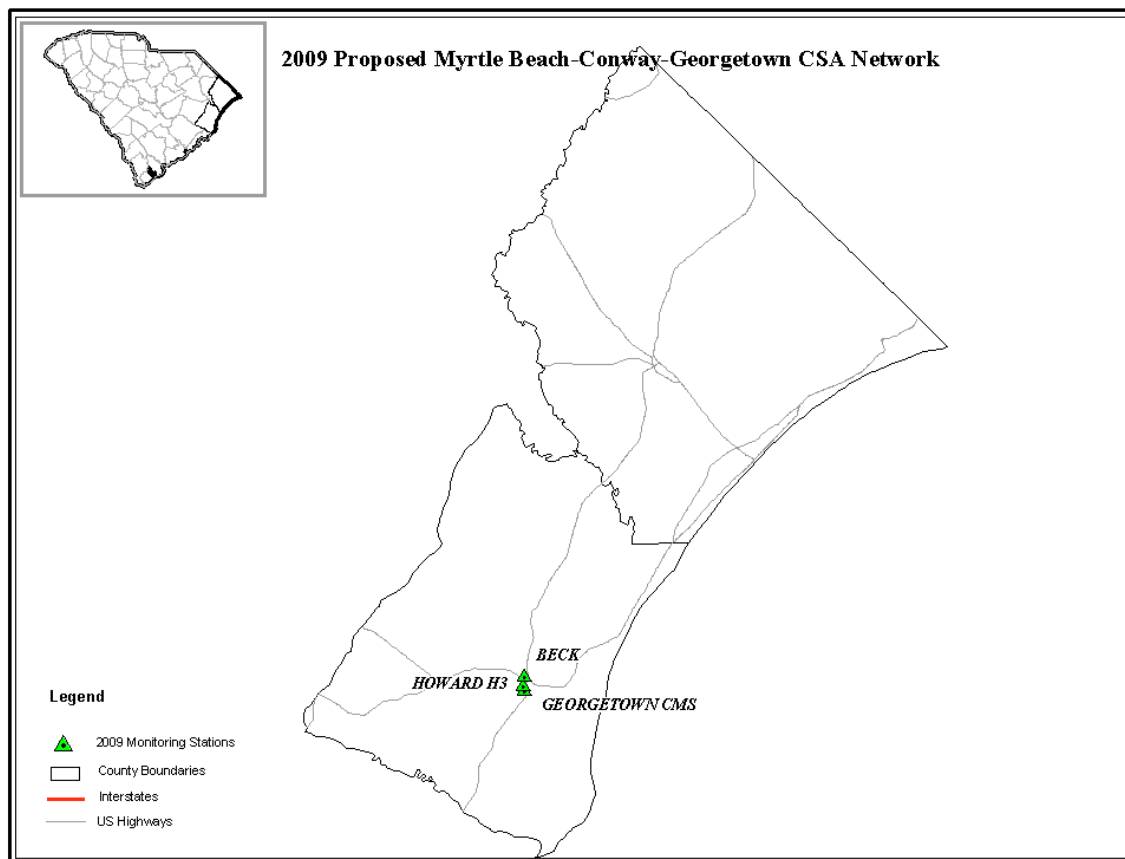 2009 Proposed Myrtle Beach-Conway-Georgetown CSA Network
BECK
HOWARD H3
GEORGETOWN CMS
Legend
2009 Monitoring Stations
County Boundaries
Interstates
US Highways